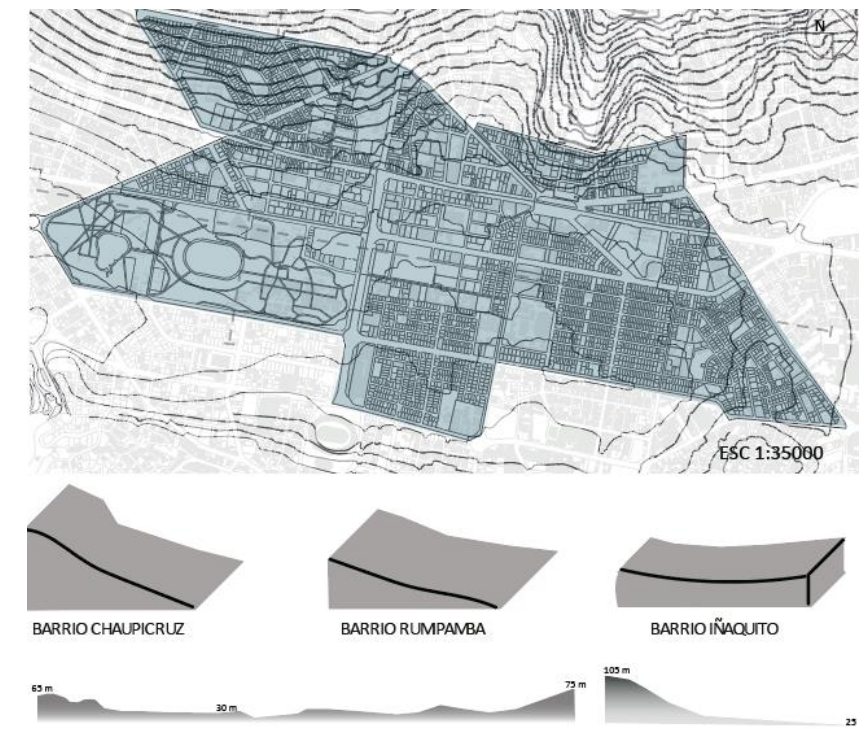 N
ESC 1:35000
BARRIO CHAUPICRUZ
BARRIO RUMPAMBA
BARRIO IÑAQUITO
65 m
30 m
75 m
105 m
25